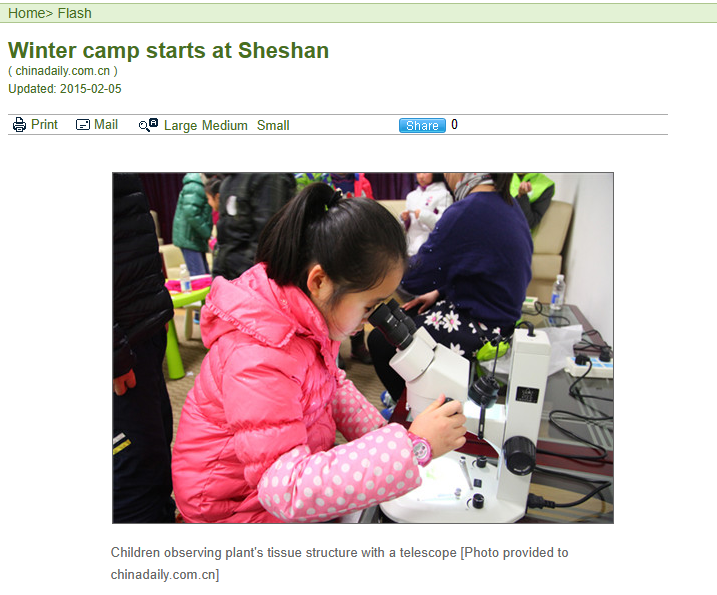 Home> Flash
Winter camp starts at Sheshan
( chinadaily.com.cn )
Updated: 2015-02-05
Print Mail Large Medium Small Share 0
Children observing plant's tissue structure with a telescope [Photo provided to
chinadaily.com.cn]